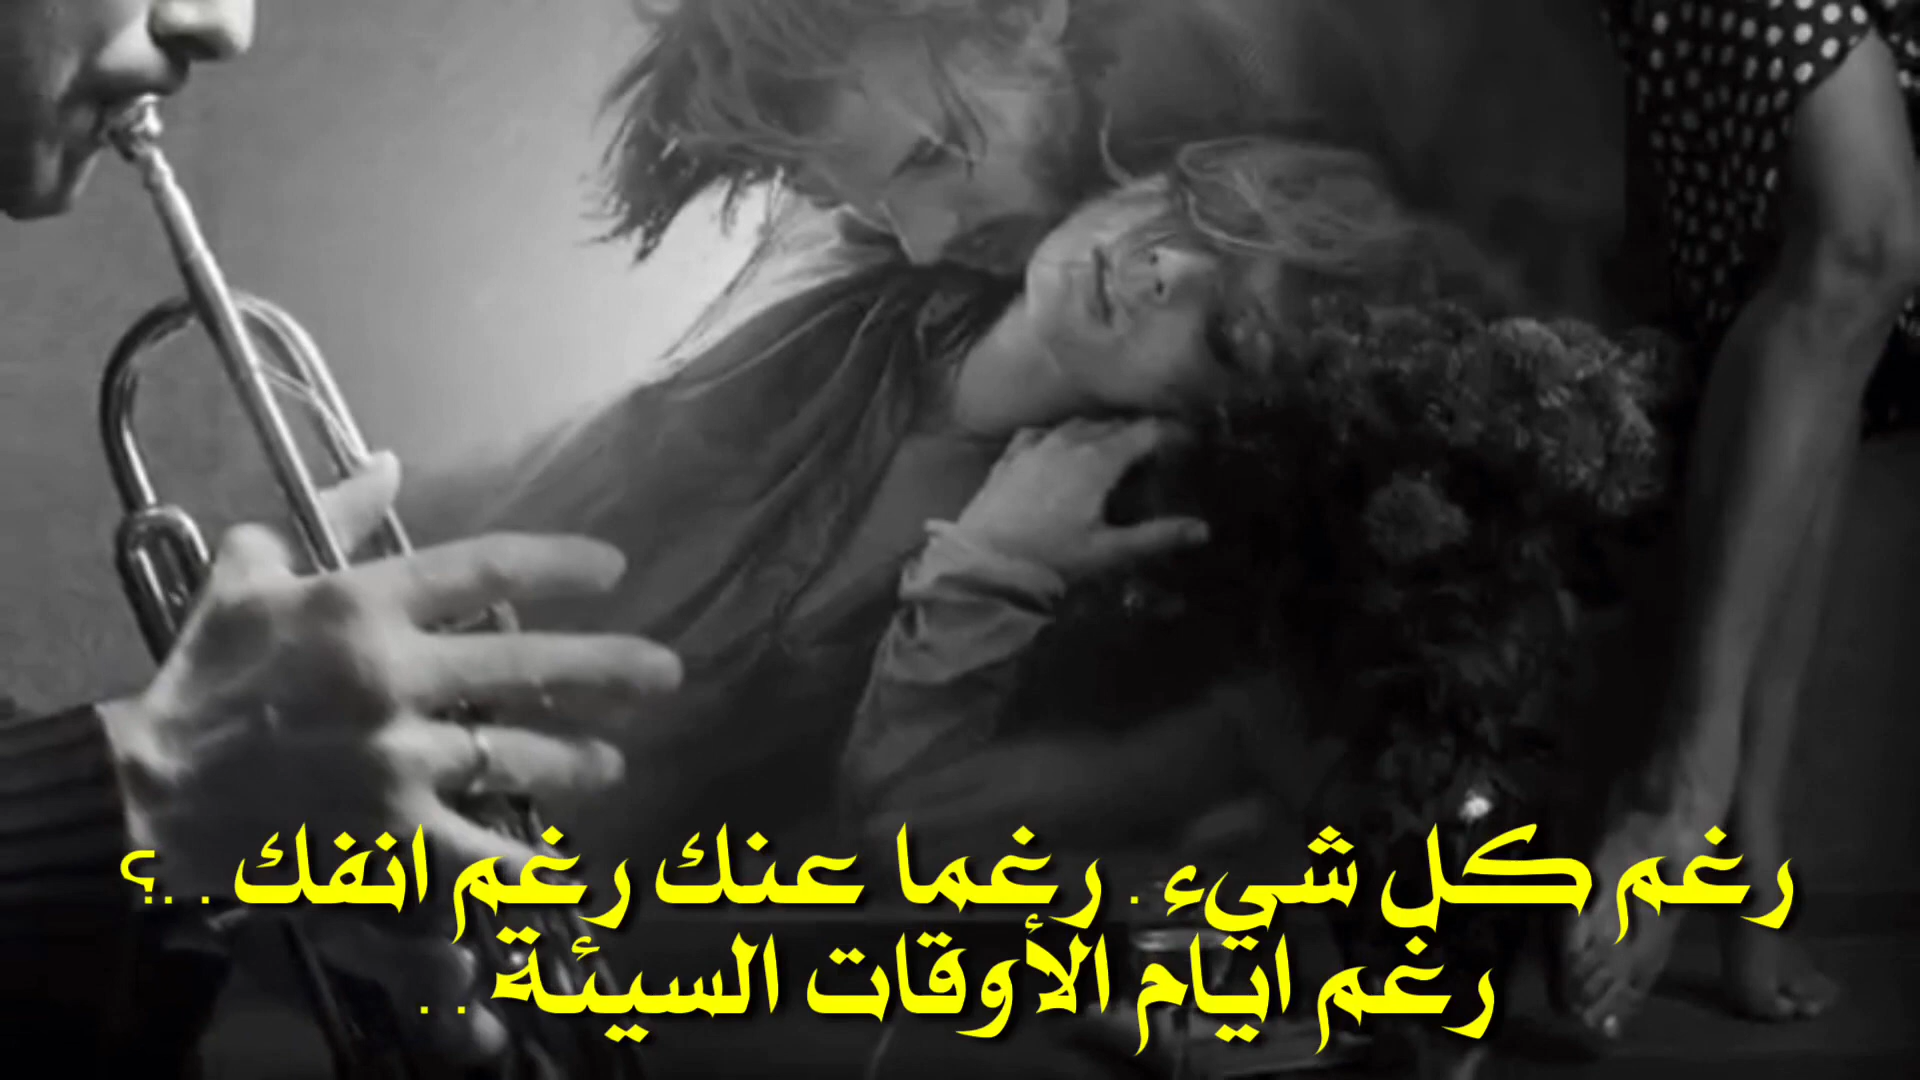 رغم كل شيء. رغما عنك رغم انفك . ..؟
رغم ايام الأوقات السيئة . .